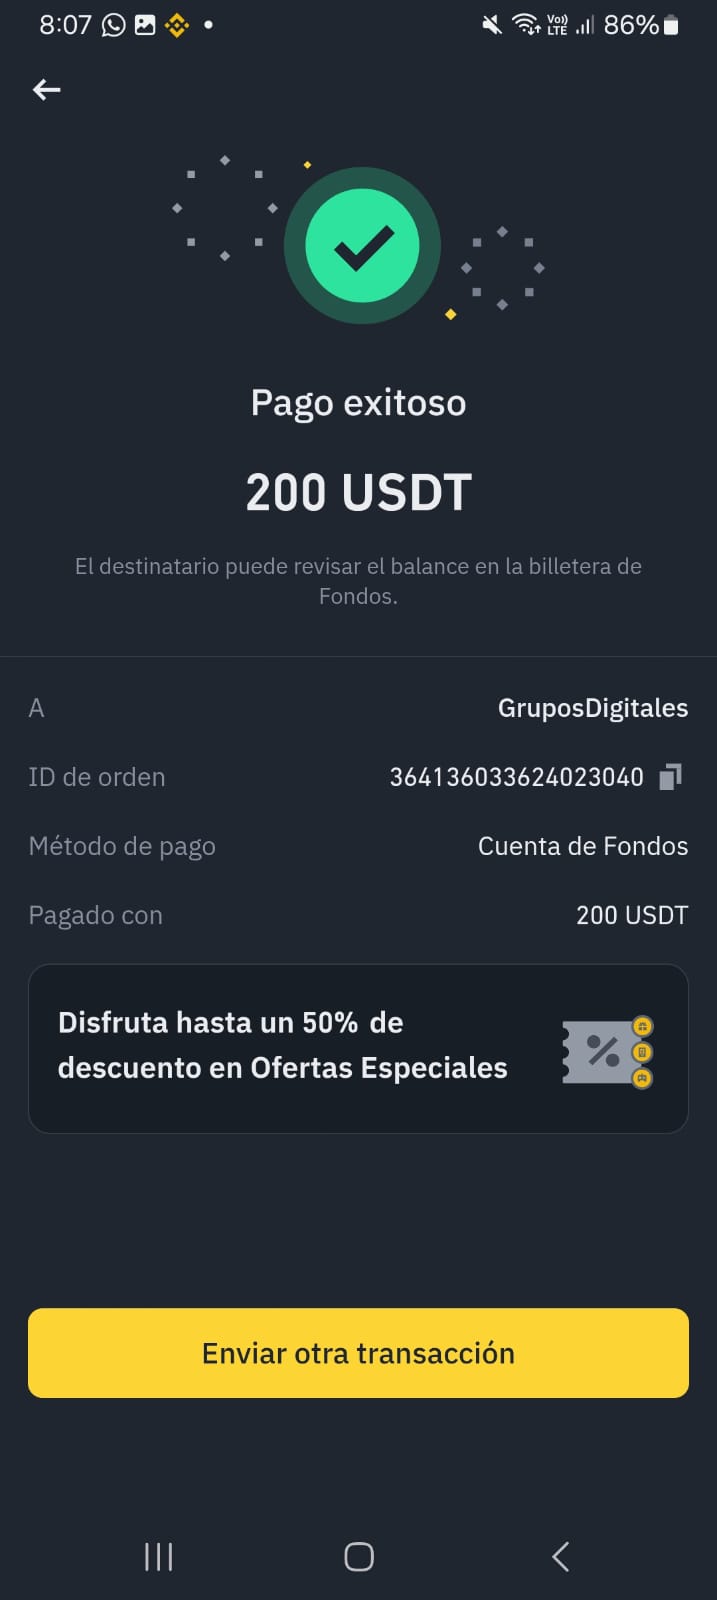 8:07
Vo))
LTE
86%
Pago exitoso
200 USDT
El destinatario puede revisar el balance en la billetera de
Fondos.
A
GruposDigitales
ID de orden
364136033624023040
Método de pago
Cuenta de Fondos
Pagado con
200 USDT
Disfruta hasta un 50% de
descuento en Ofertas Especiales
%
Enviar otra transacción